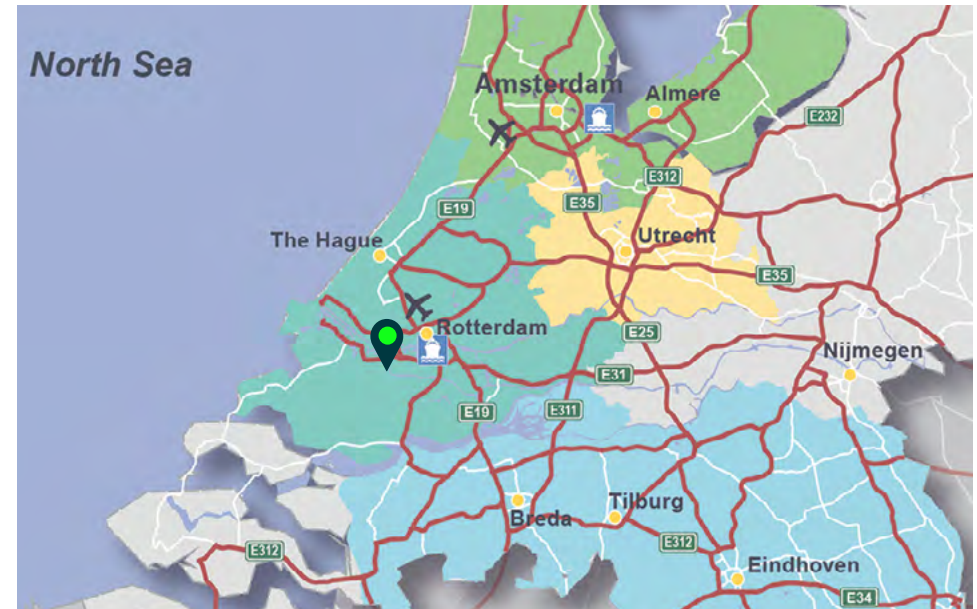 North Sea
Amsterdam
Almere
E232
E312
E19
E35
Utrecht
The Hague
E35
Rotterdam
E25
Nijmegen
E31
E19
E311
Breda
Tilburg
E312
E312
Eindhoven
E34